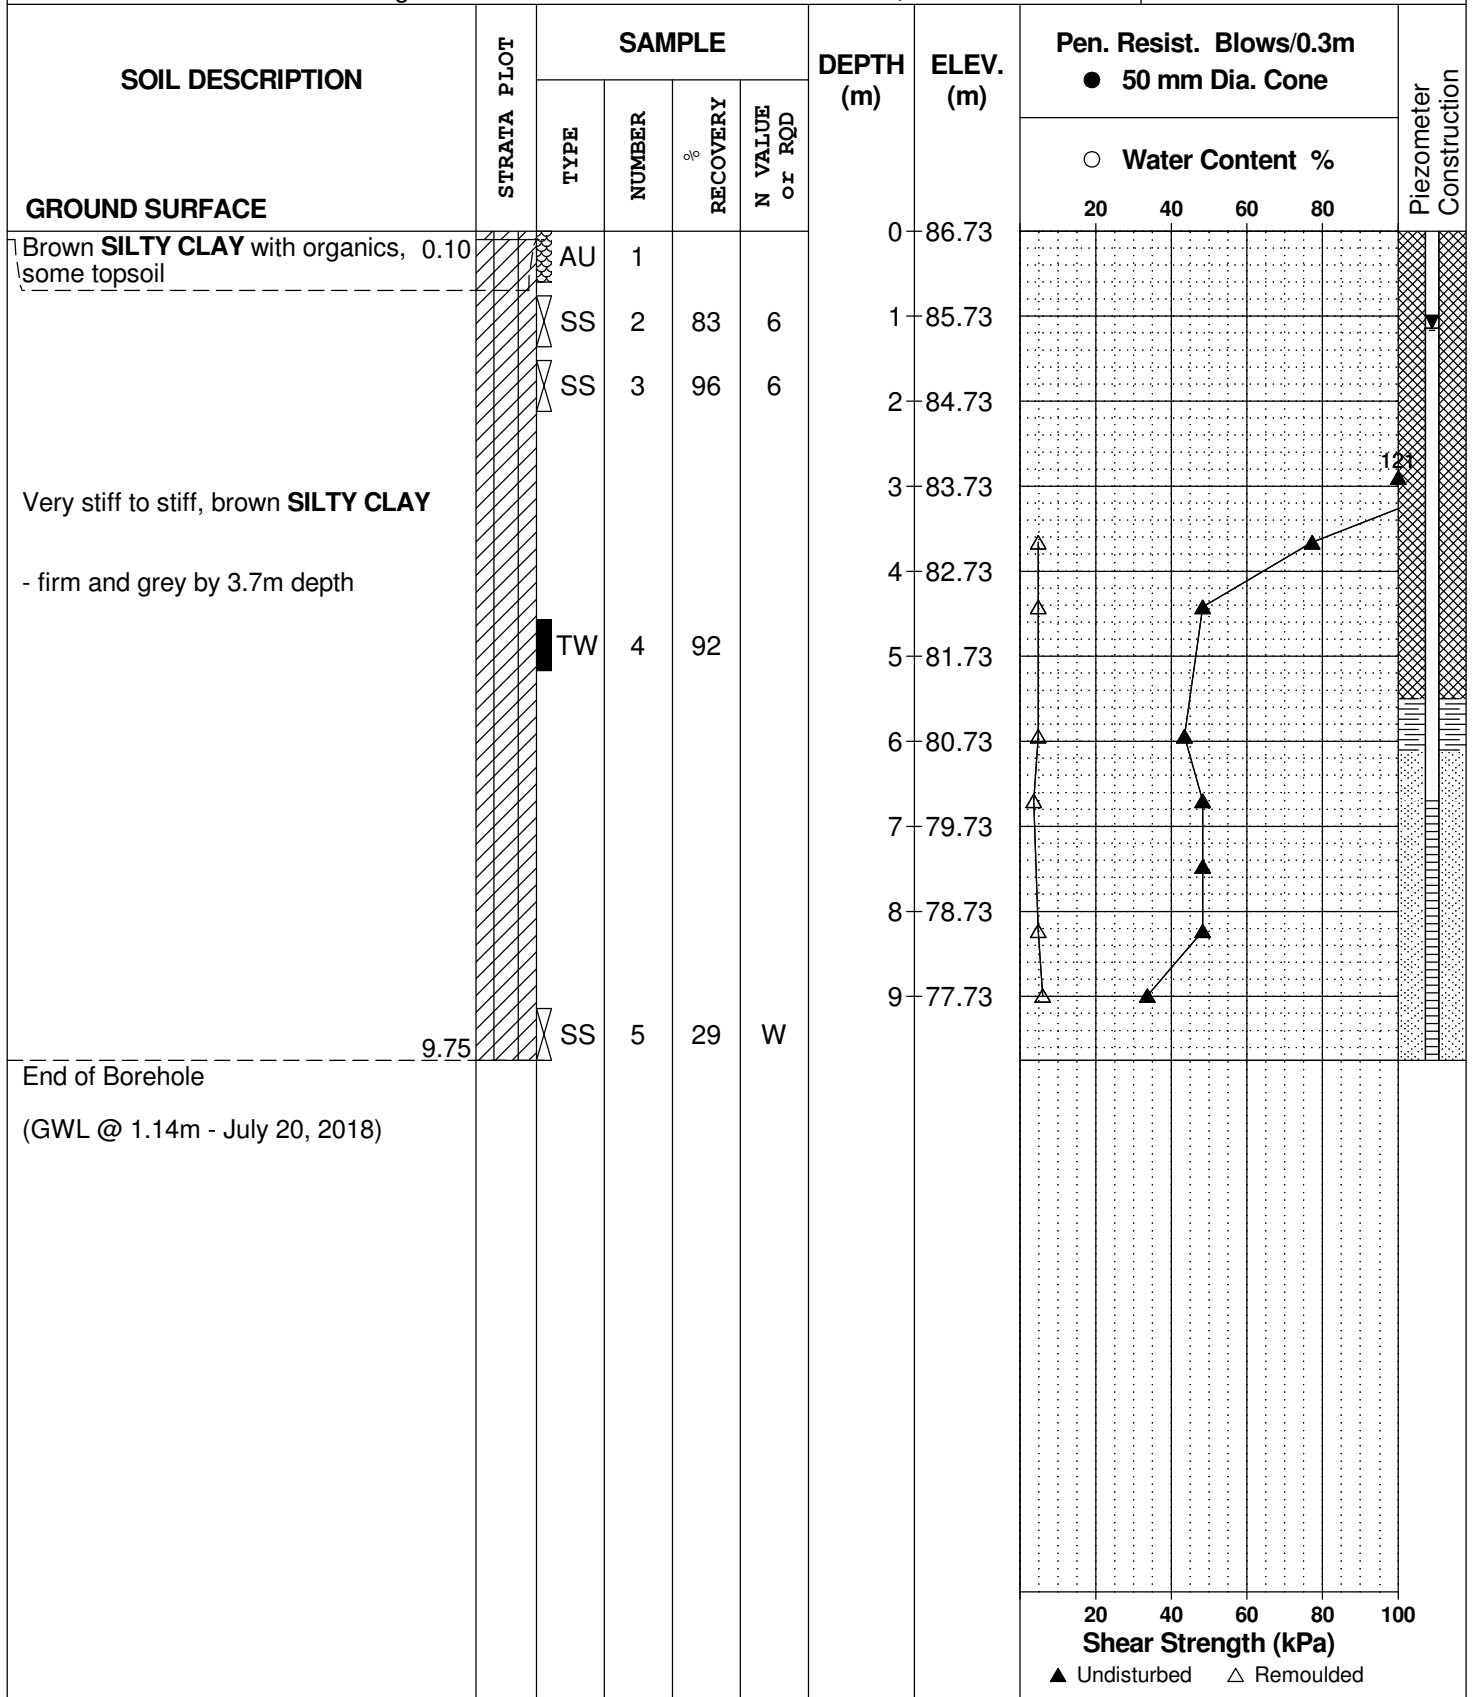 SOIL DESCRIPTION
GROUND SURFACE
STRATA PLOT
SAMPLE
TYPE
NUMBER
% RECOVERY
N VALUE or RQD
DEPTH (m)
ELEV. (m)
Pen. Resist. Blows/0.3m
● 50 mm Dia. Cone
○ Water Content %
20 40 60 80
Piezometer Construction
Brown SILTY CLAY with organics, 0.10
some topsoil
AU 1
0 86.73
SS 2 83 6
1 85.73
SS 3 96 6
2 84.73
121
3 83.73
Very stiff to stiff, brown SILTY CLAY
- firm and grey by 3.7m depth
4 82.73
TW 4 92
5 81.73
6 80.73
7 79.73
8 78.73
9 77.73
SS 5 29 W
9.75
End of Borehole
(GWL @ 1.14m - July 20, 2018)
20 40 60 80 100
Shear Strength (kPa)
▲ Undisturbed △ Remoulded